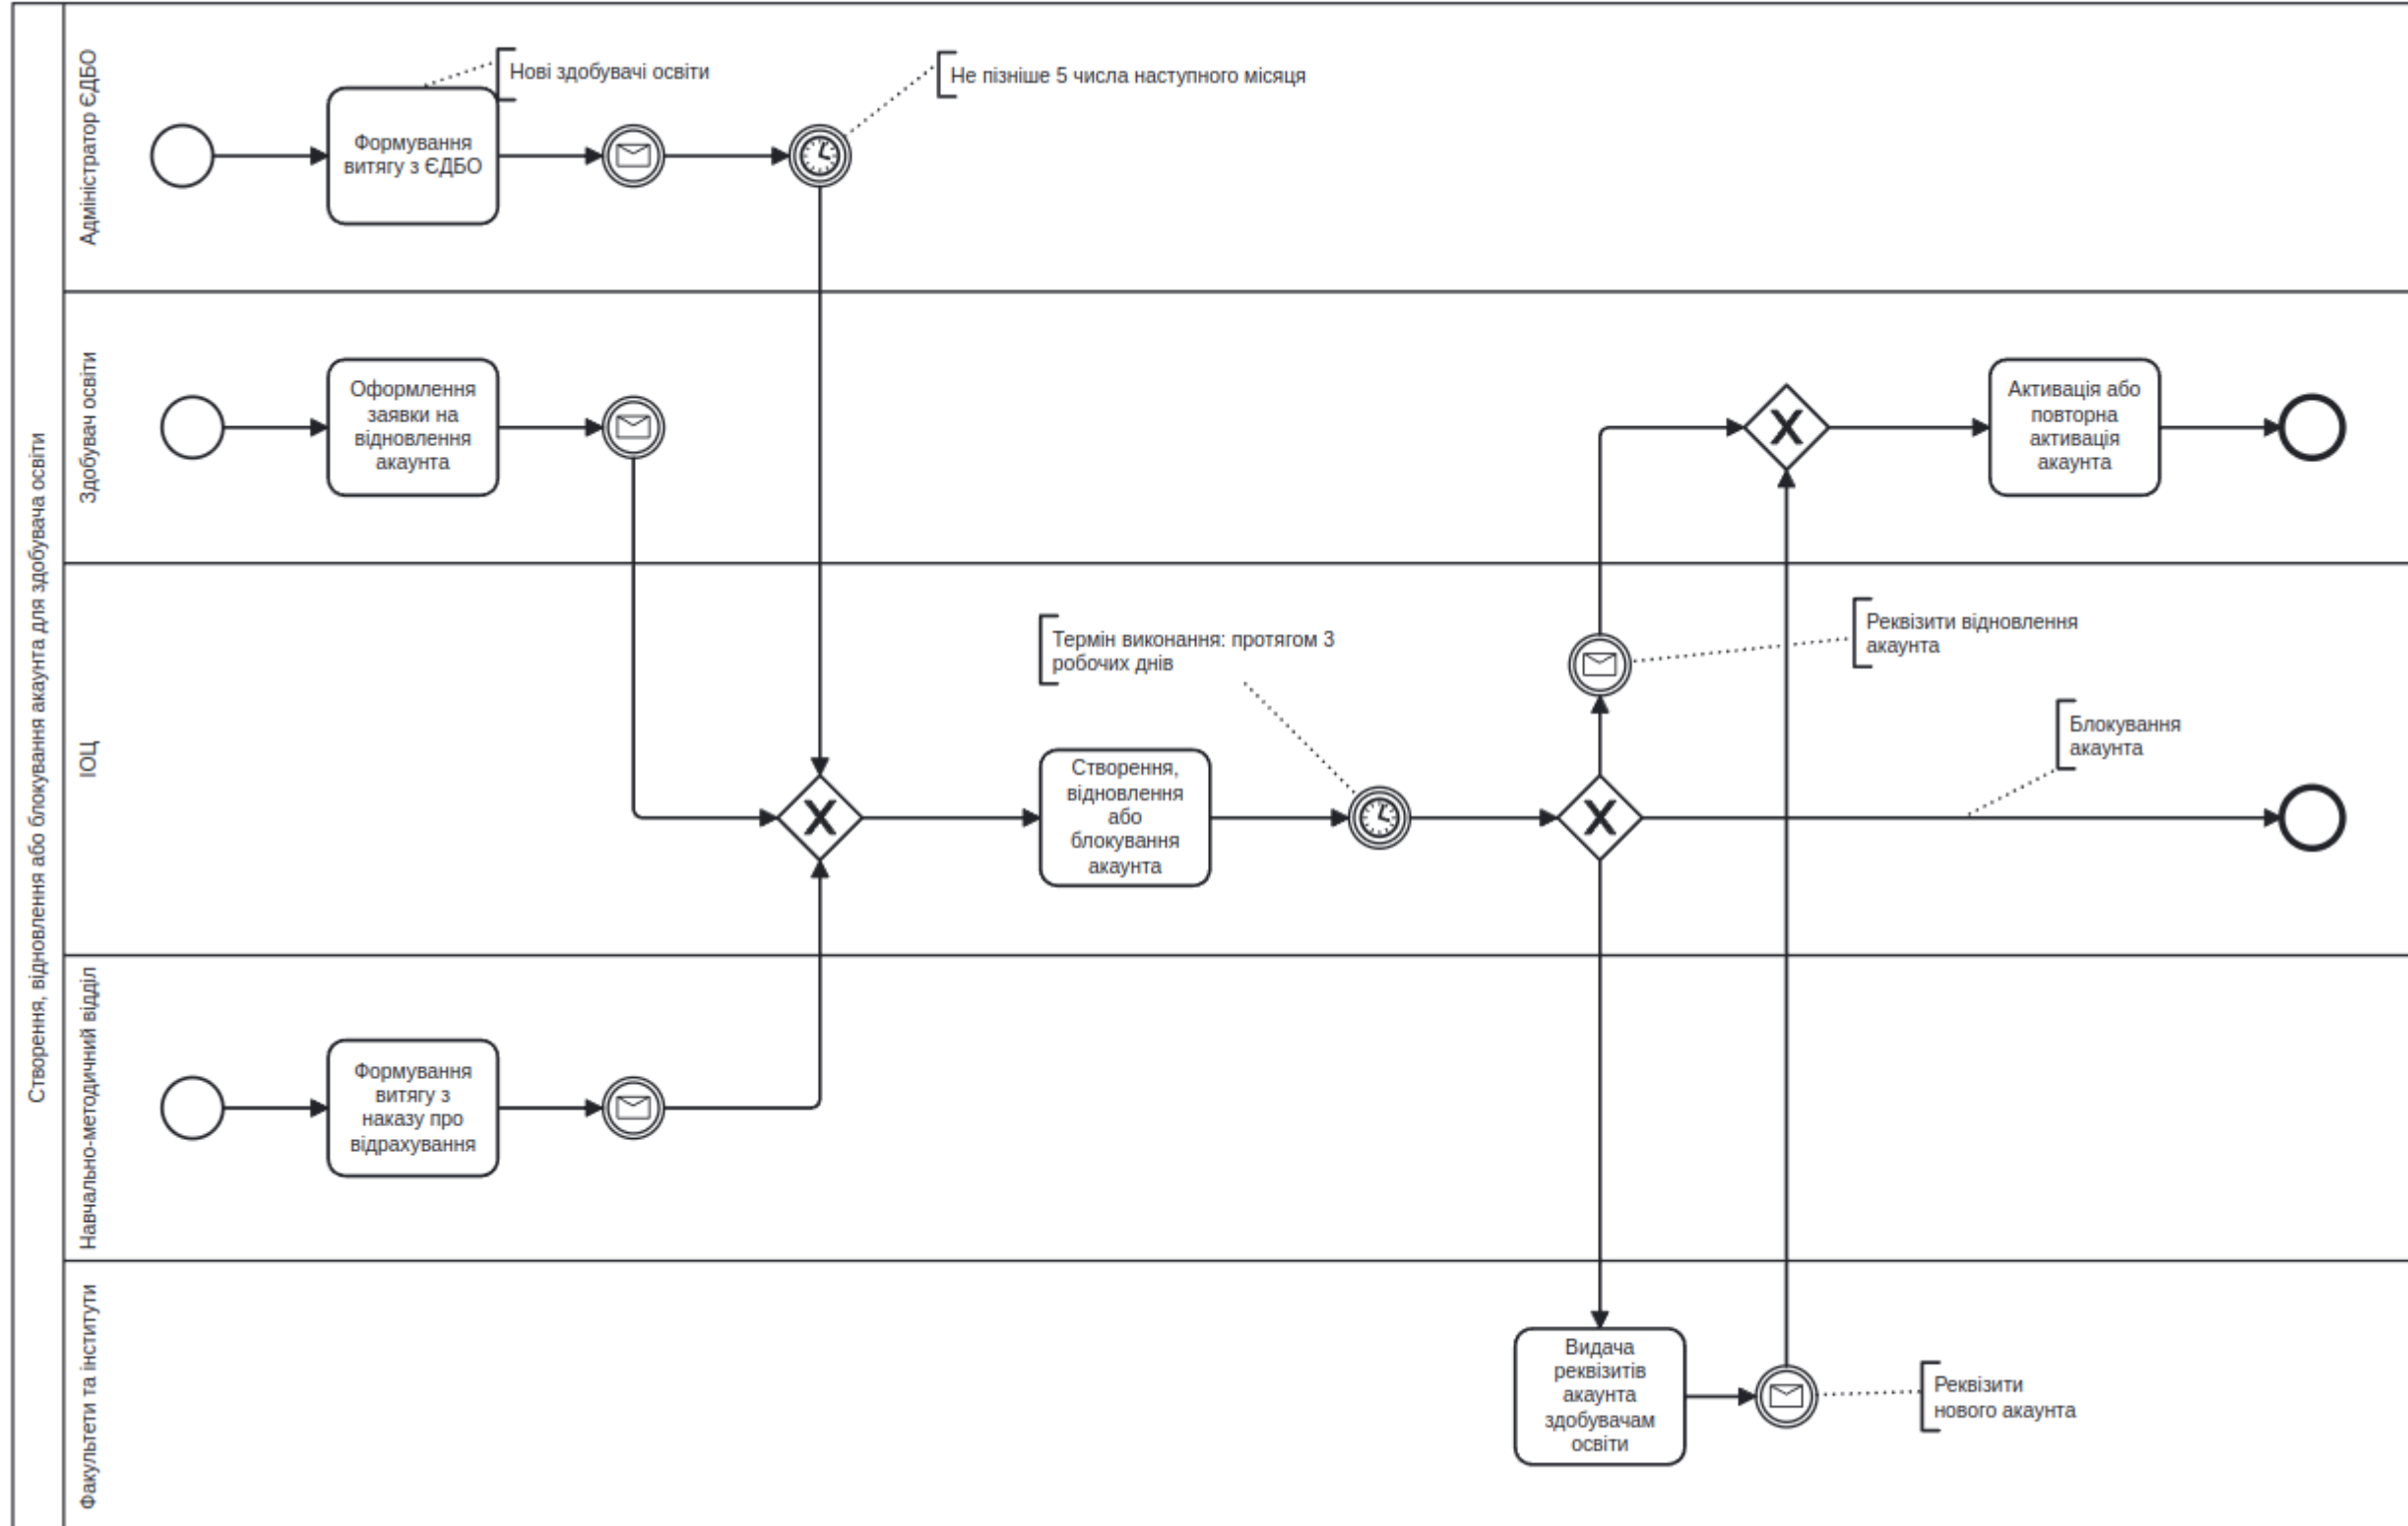 Створення, відновлення або блокування акаунта для здобувача освіти
Адміністратор ЄДБО
Нові здобувачі освіти
Не пізніше 5 числа наступного місяця
Формування
витягу з ЄДБО
Здобувач освіти
Оформлення
заявки на
відновлення
акаунта
Активація або
повторна
активація
акаунта
ІОЦ
Термін виконання: протягом 3
робочих днів
Реквізити відновлення
акаунта
Блокування
акаунта
Створення,
відновлення
або
блокування
акаунта
Навчально-методичний відділ
Формування
витягу з
наказу про
відрахування
Факультети та інститути
Видача
реквізитів
акаунта
здобувачам
освіти
Реквізити
нового акаунта